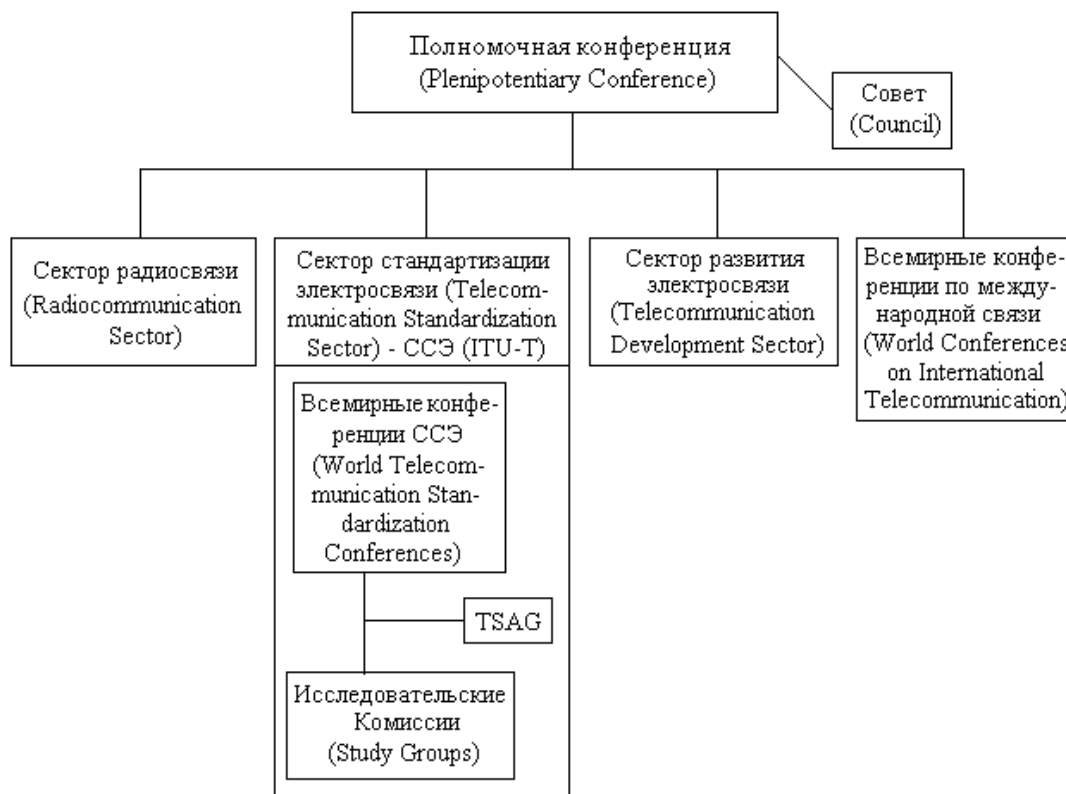 Полномочная конференция
(Plenipotentiary Conference)
Совет
(Council)
Сектор радиосвязи
(Radiocommunication
Sector)
Сектор стандартизации
электросвязи (Telecom-
munication Standardization
Sector) - ССЭ (ITU-T)
Сектор развития
электросвязи
(Telecommunication
Development Sector)
Всемирные конфе-
ренции по между-
народной связи
(World Conferences
on International
Telecommunication)
Всемирные конфе-
ренции ССЭ
(World Telecom-
munication Stan-
dardization
Conferences)
TSAG
Исследовательские
Комиссии
(Study Groups)